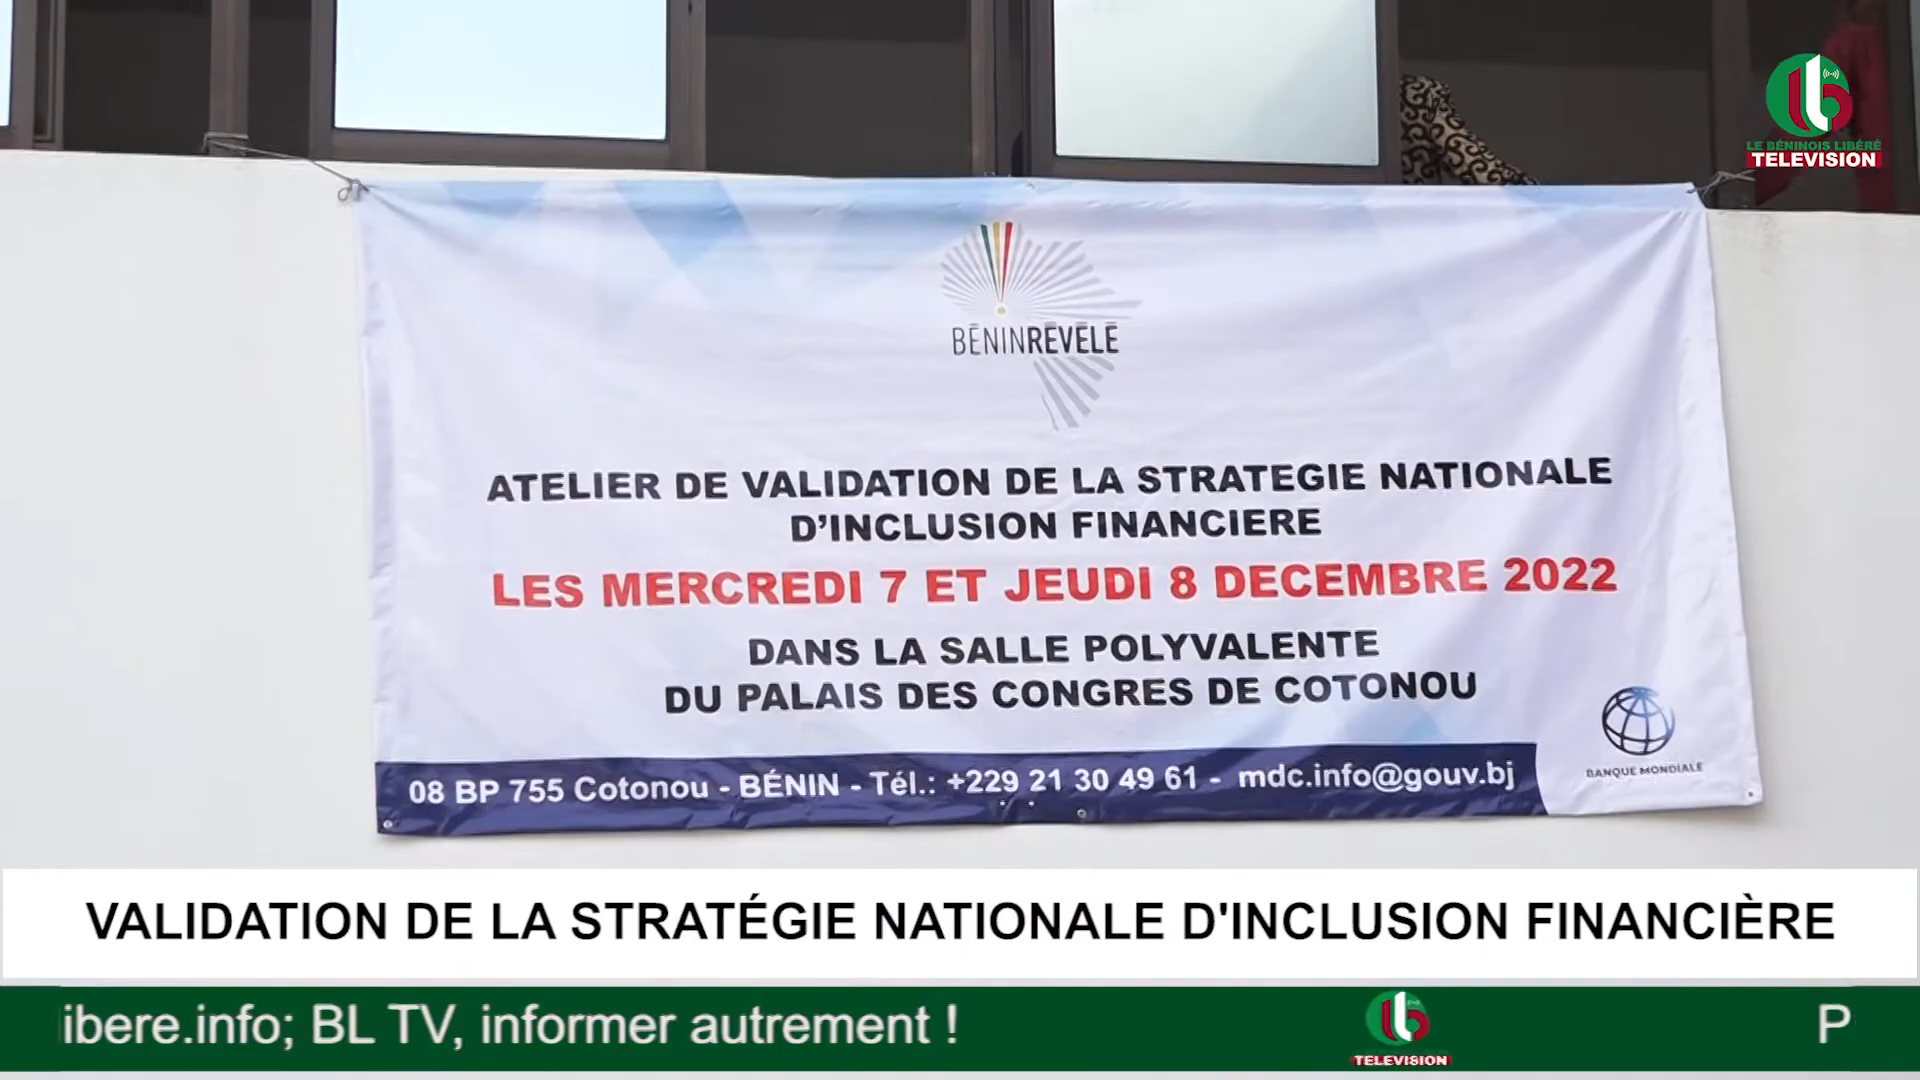 LE BÉNINOIS LIBÉRÉ
TELEVISION
BÉNINRÉVÉLÉ
ATELIER DE VALIDATION DE LA STRATEGIE NATIONALE
D'INCLUSION FINANCIERE
LES MERCREDI 7 ET JEUDI 8 DECEMBRE 2022
DANS LA SALLE POLYVALENTE
DU PALAIS DES CONGRES DE COTONOU
BANQUE MONDIALE
08 BP 755 Cotonou - BÉNIN - Tél.: +229 21 30 49 61 - mdc.info@gouv.bj
VALIDATION DE LA STRATÉGIE NATIONALE D'INCLUSION FINANCIÈRE
ibere.info; BL TV, informer autrement !
TELEVISION
P